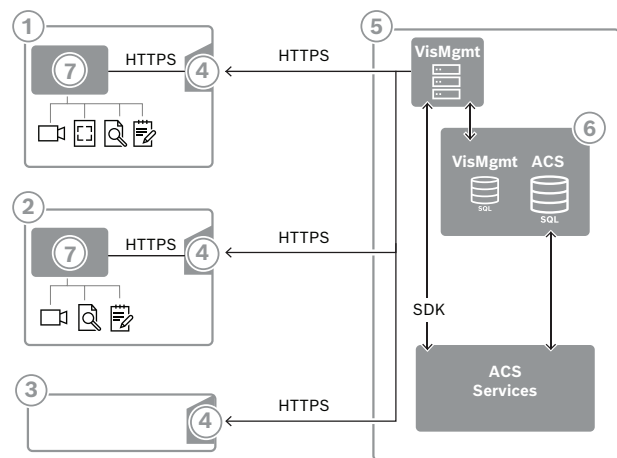 1
7
HTTPS
4
HTTPS
2
7
HTTPS
4
HTTPS
3
4
HTTPS
5
VisMgmt
6
VisMgmt ACS
SQL SQL
SDK
ACS
Services